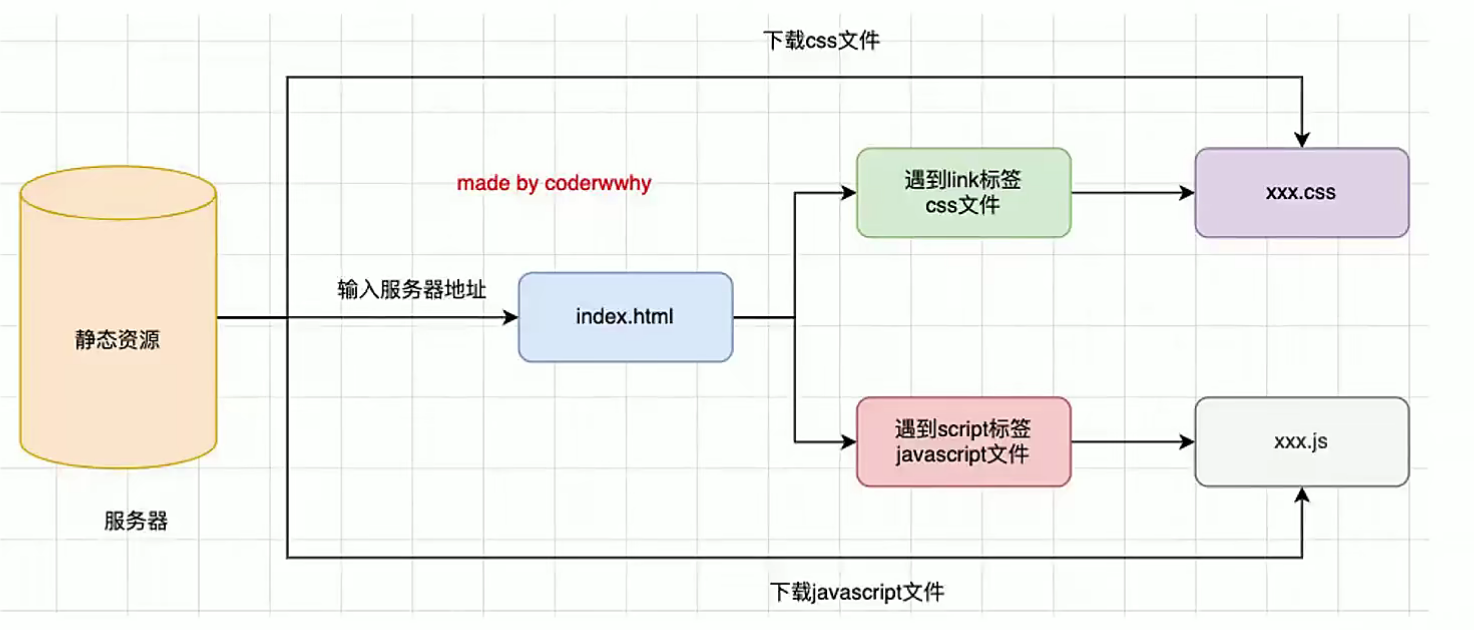 下载css文件
made by coderwwhy
遇到link标签
css文件
xxx.css
输入服务器地址
index.html
静态资源
遇到script标签
javascript文件
xxx.js
服务器
下载javascript文件